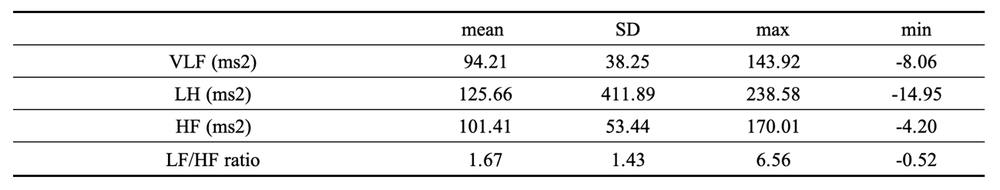 mean SD max min
VLF (ms2) 94.21 38.25 143.92 -8.06
LH (ms2) 125.66 411.89 238.58 -14.95
HF (ms2) 101.41 53.44 170.01 -4.20
LF/HF ratio 1.67 1.43 6.56 -0.52